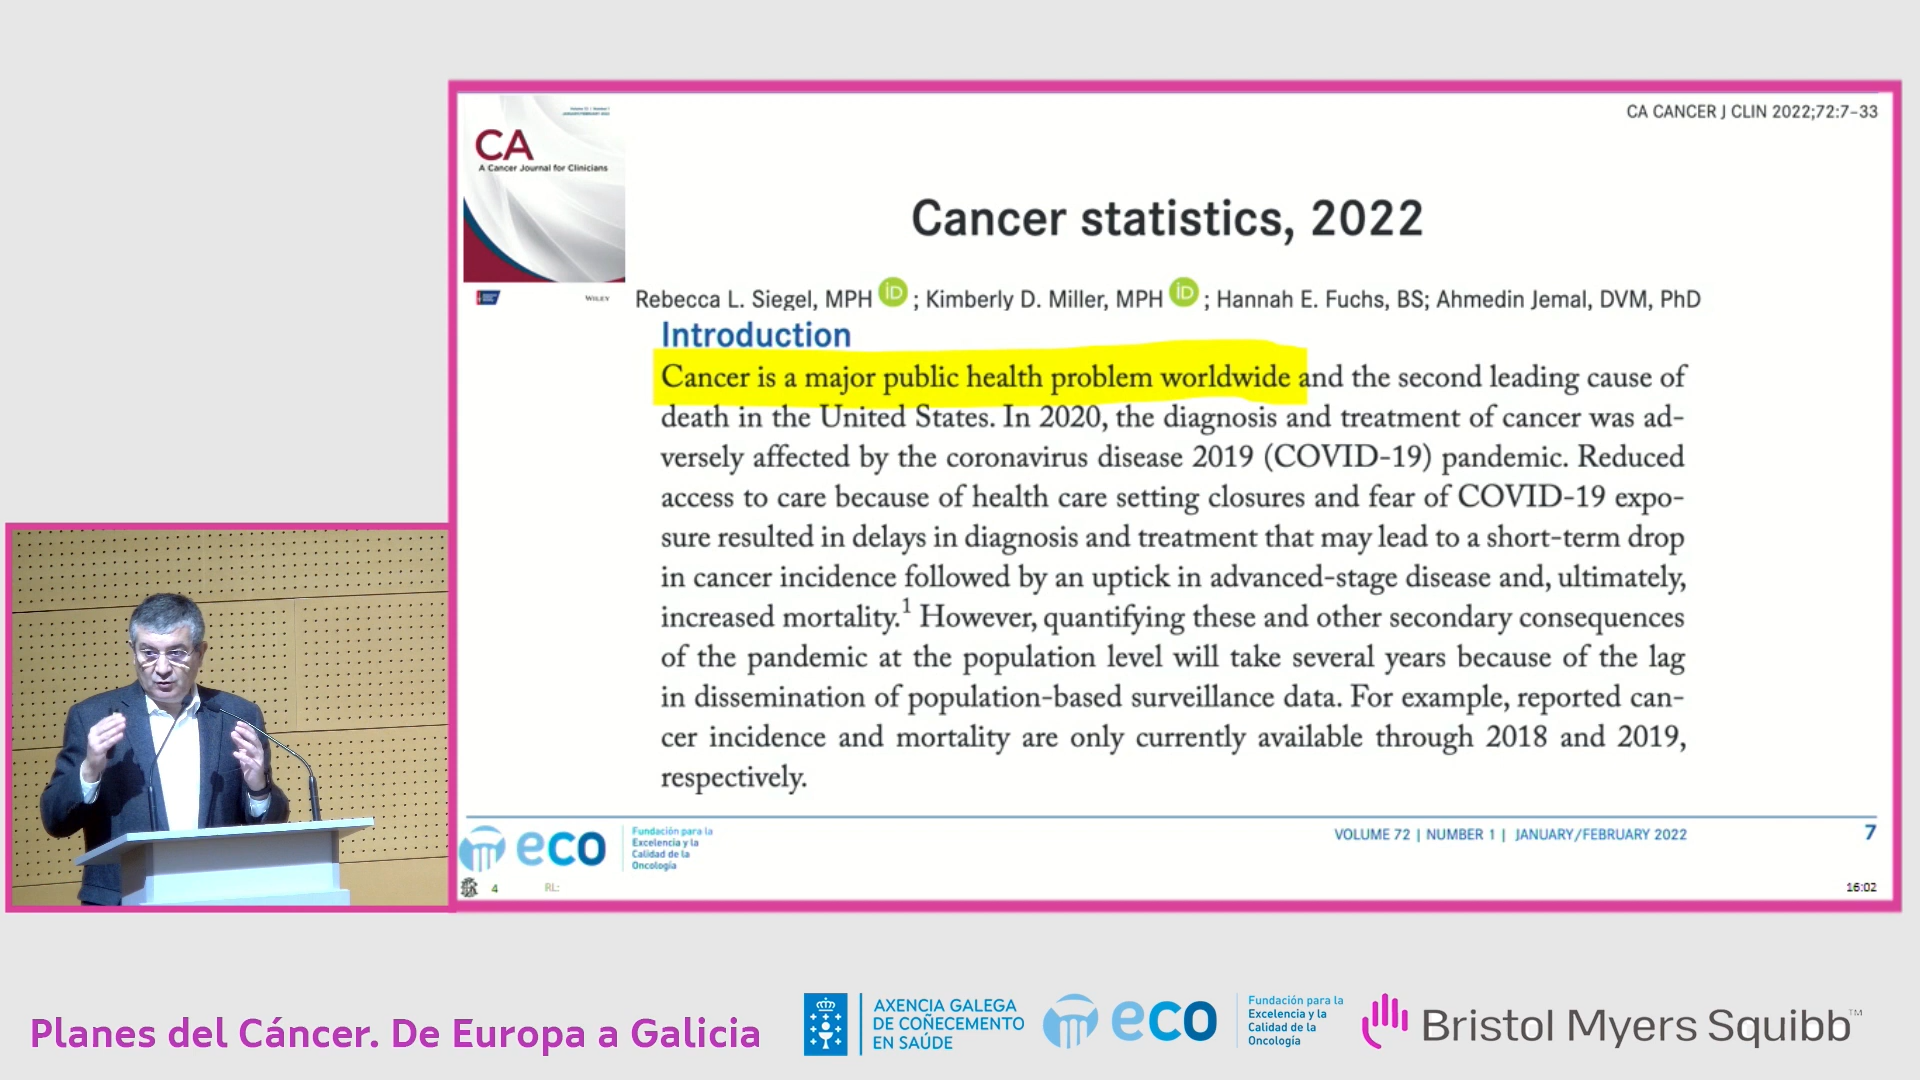 CA CANCER J CLIN 2022;72:7–33
CA
A Cancer Journal for Clinicians
WILEY
Cancer statistics, 2022
Rebecca L. Siegel, MPH iD ; Kimberly D. Miller, MPH iD ; Hannah E. Fuchs, BS; Ahmedin Jemal, DVM, PhD
Introduction
Cancer is a major public health problem worldwide and the second leading cause of
death in the United States. In 2020, the diagnosis and treatment of cancer was ad-
versely affected by the coronavirus disease 2019 (COVID-19) pandemic. Reduced
access to care because of health care setting closures and fear of COVID-19 expo-
sure resulted in delays in diagnosis and treatment that may lead to a short-term drop
in cancer incidence followed by an uptick in advanced-stage disease and, ultimately,
increased mortality.1 However, quantifying these and other secondary consequences
of the pandemic at the population level will take several years because of the lag
in dissemination of population-based surveillance data. For example, reported can-
cer incidence and mortality are only currently available through 2018 and 2019,
respectively.
eco
Fundación para la
Excelencia y la
Calidad de la
Oncología
VOLUME 72 | NUMBER 1 | JANUARY/FEBRUARY 2022
7
4
RL:
16:02
Planes del Cáncer. De Europa a Galicia
AXENCIA GALEGA
DE COÑECEMENTO
EN SAÚDE
eco
Fundación para la
Excelencia y la
Calidad de la
Oncología
Bristol Myers Squibb™